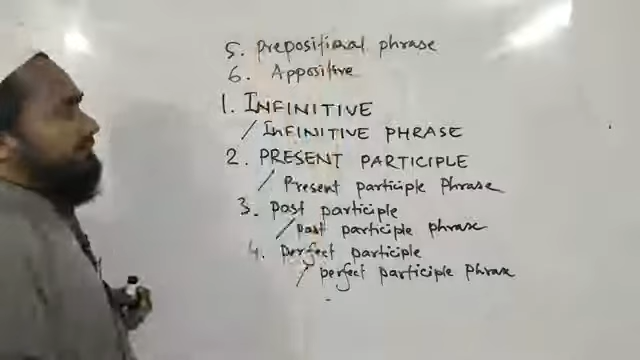 5. Prepositional phrase
6. Appositive
1. INFINITIVE
/ INFINITIVE PHRASE
2. PRESENT PARTICIPLE
/ Present participle Phrase
3. Past participle
/ past participle phrase
4. perfect participle
/ perfect participle phrase